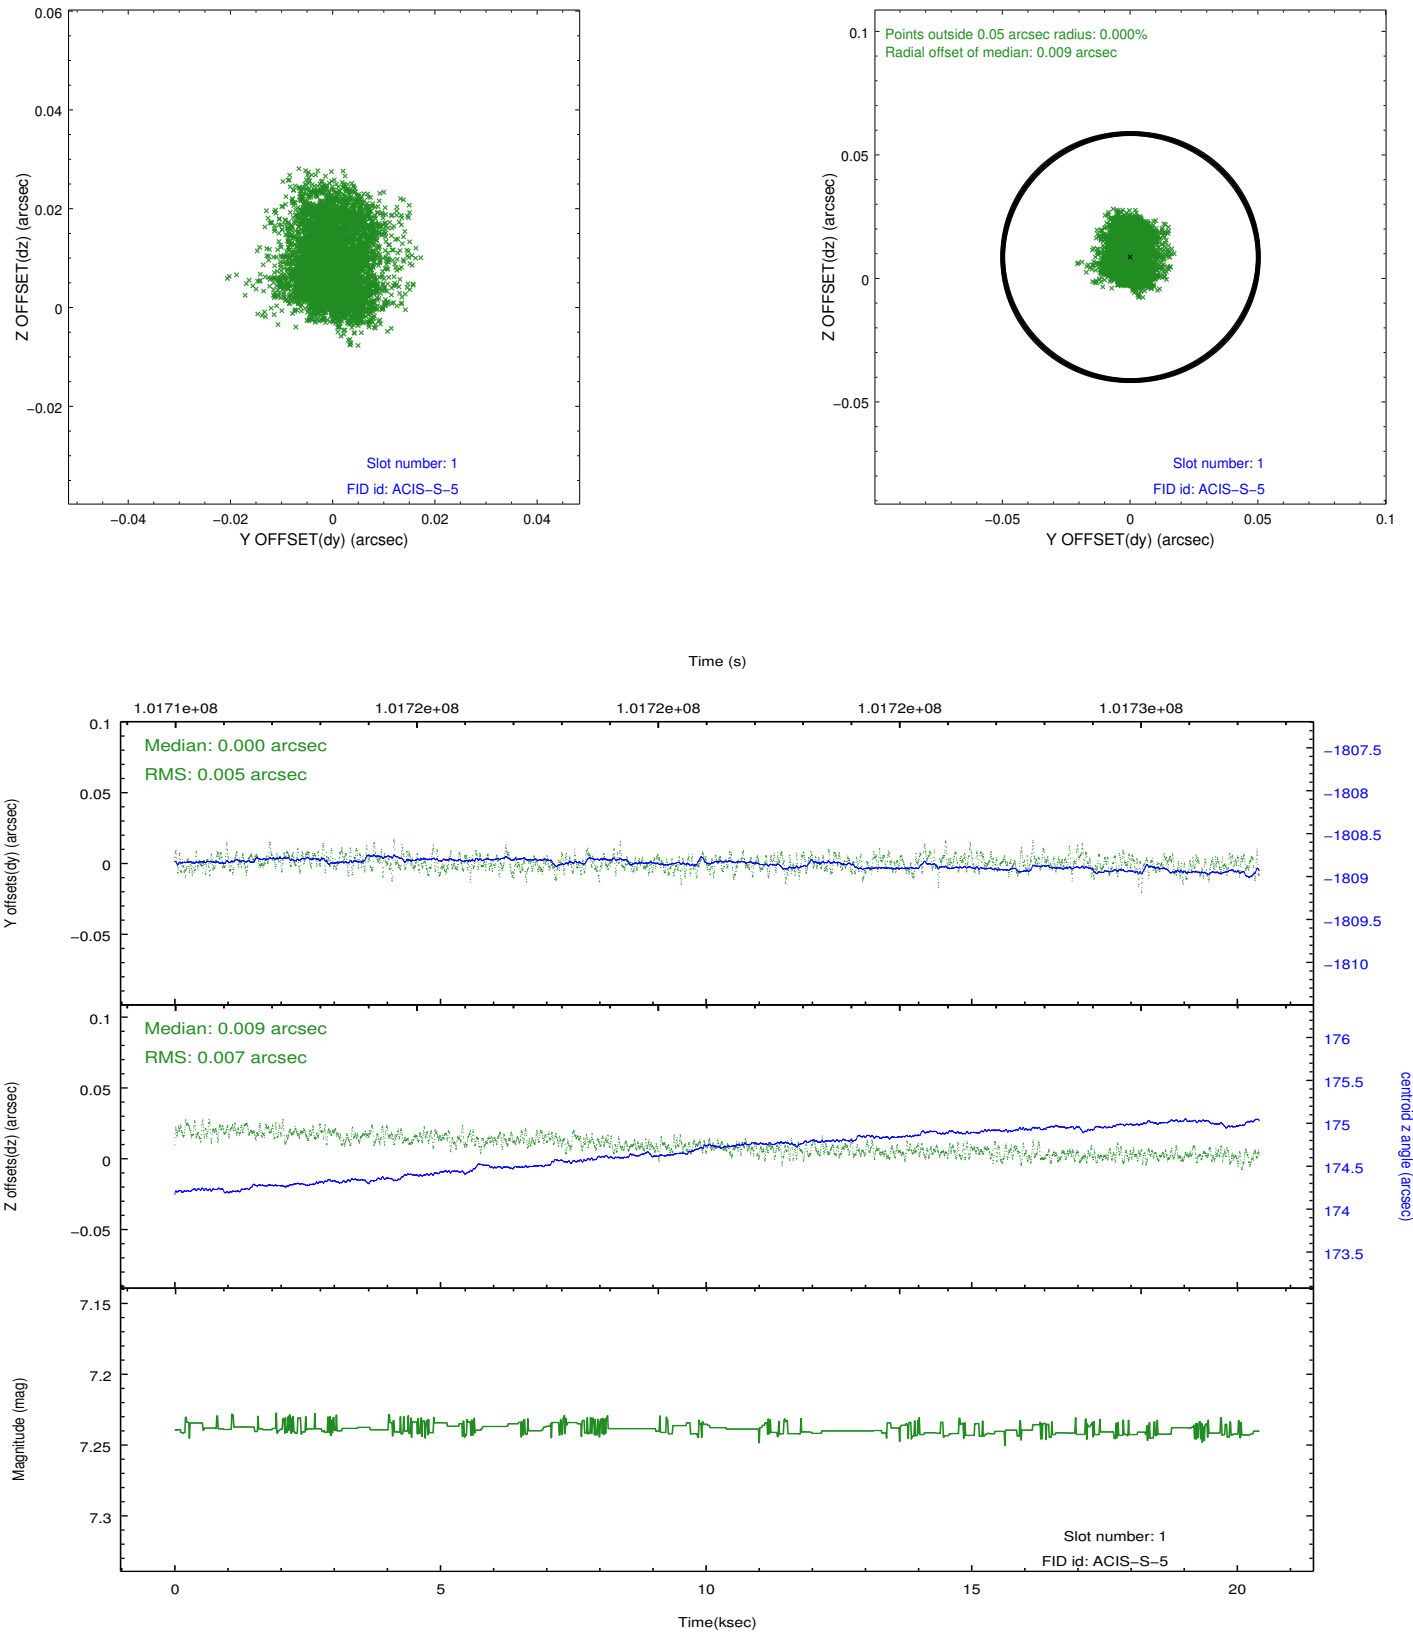 0.06
0.04
0.02
0
−0.02
Z OFFSET(dz) (arcsec)
Slot number: 1
FID id: ACIS−S−5
−0.04
−0.02
0
0.02
0.04
Y OFFSET(dy) (arcsec)
Points outside 0.05 arcsec radius: 0.000%
Radial offset of median: 0.009 arcsec
0.1
0.05
0
−0.05
Z OFFSET(dz) (arcsec)
Slot number: 1
FID id: ACIS−S−5
−0.05
0
0.05
0.1
Y OFFSET(dy) (arcsec)
Time (s)
1.0171e+08
1.0172e+08
1.0172e+08
1.0172e+08
1.0173e+08
Median: 0.000 arcsec
RMS: 0.005 arcsec
0.1
0.05
0
−0.05
Y offsets(dy) (arcsec)
−1807.5
−1808
−1808.5
−1809
−1809.5
−1810
Median: 0.009 arcsec
RMS: 0.007 arcsec
0.1
0.05
0
−0.05
Z offsets(dz) (arcsec)
176
175.5
175
174.5
174
173.5
centroid z angle (arcsec)
7.15
7.2
7.25
7.3
Magnitude (mag)
Slot number: 1
FID id: ACIS−S−5
0
5
10
15
20
Time(ksec)